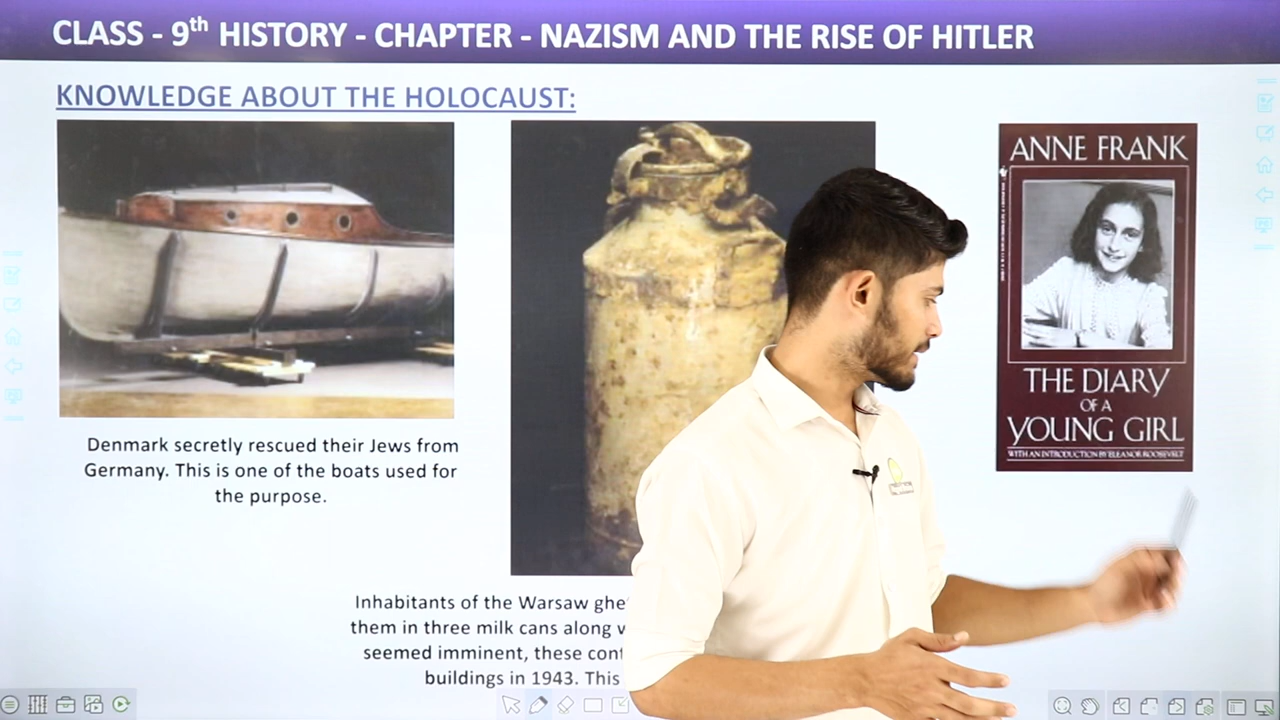 CLASS - 9th HISTORY - CHAPTER - NAZISM AND THE RISE OF HITLER
KNOWLEDGE ABOUT THE HOLOCAUST:
ANNE FRANK
THE DIARY
OF A
YOUNG GIRL
WITH AN INTRODUCTION BY ELEANOR ROOSEVELT
Denmark secretly rescued their Jews from
Germany. This is one of the boats used for
the purpose.
Inhabitants of the Warsaw
them in three milk cans along
seemed imminent, these
buildings in 1943. This